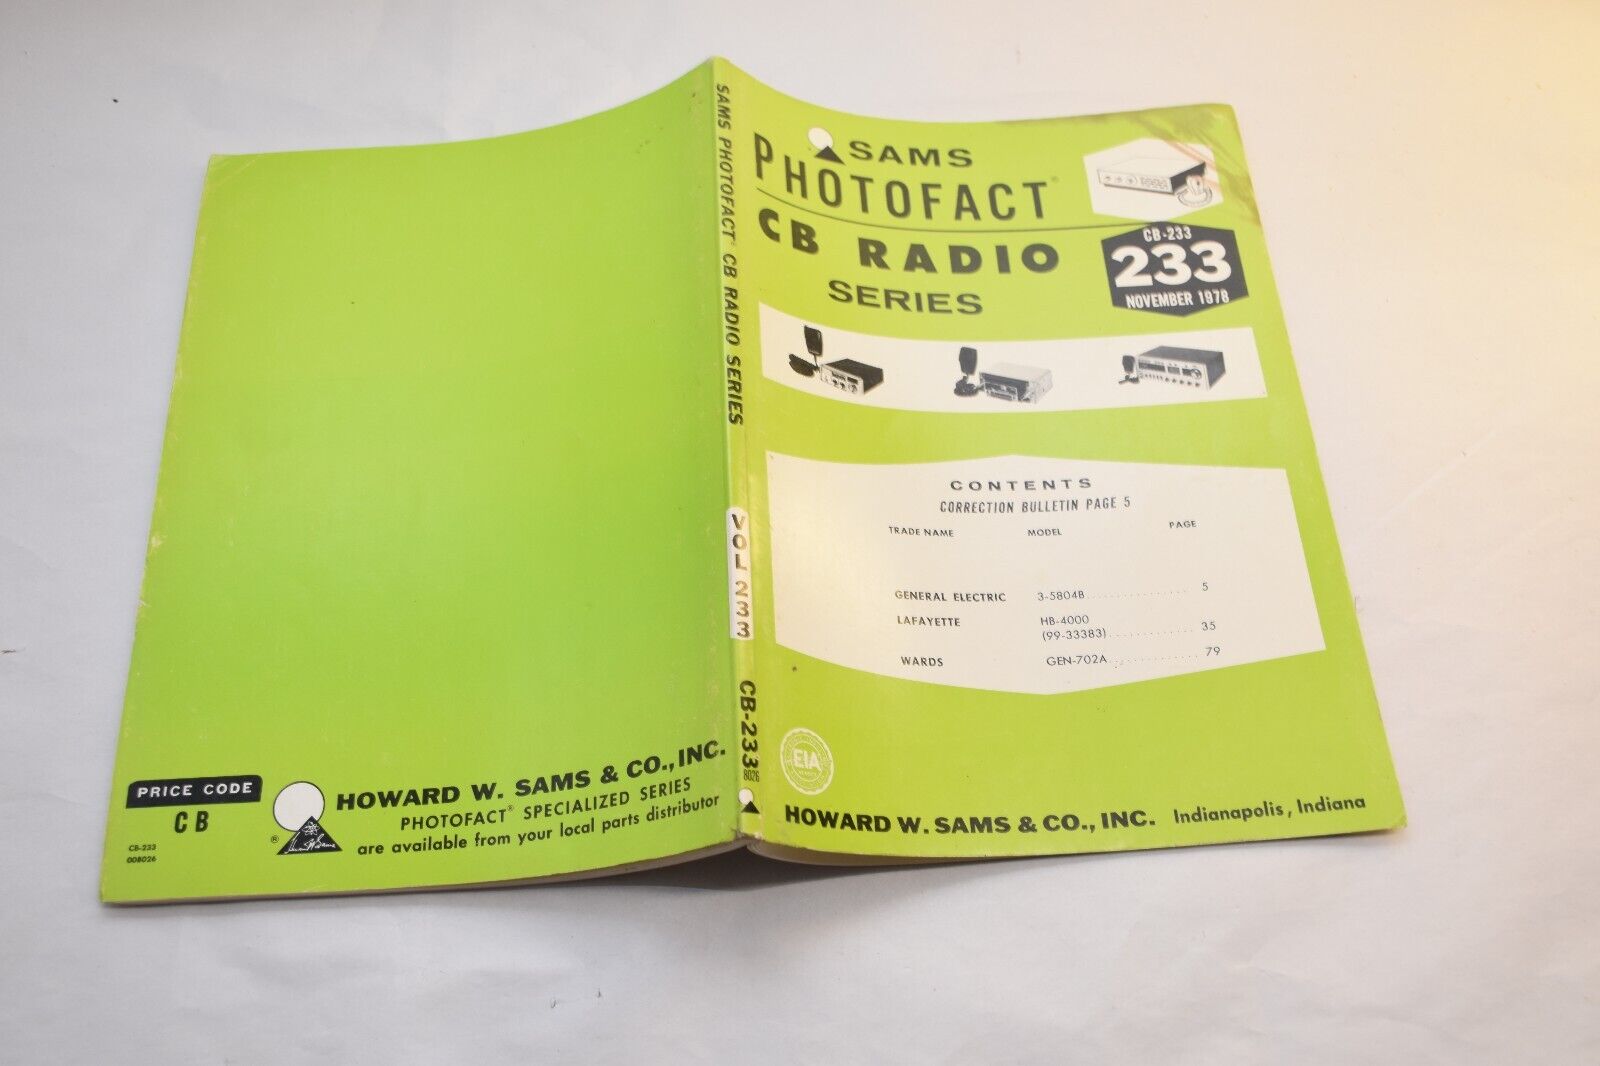 SAMS
PHOTOFACT®
CB RADIO
SERIES
CB-233
233
NOVEMBER 1978
CONTENTS
CORRECTION BULLETIN PAGE 5
TRADE NAME MODEL PAGE
GENERAL ELECTRIC 3-5804B 5
LAFAYETTE HB-4000
(99-33383) 35
WARDS GEN-702A 79
EIA
HOWARD W. SAMS & CO., INC. Indianapolis, Indiana
SAMS PHOTOFACT® CB RADIO SERIES VOL 233 CB-233
8026
PRICE CODE
CB
CB-233
008026
®
HOWARD W. SAMS & CO., INC.
PHOTOFACT® SPECIALIZED SERIES
are available from your local parts distributor